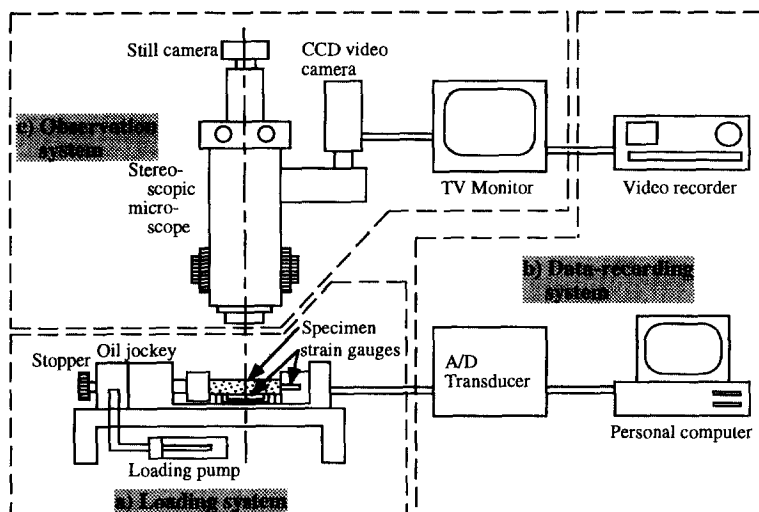 Still camera
CCD video
camera
c) Observation
system
Stereo-
scopic
micro-
scope
TV Monitor
Video recorder
b) Data-recording
system
Specimen
strain gauges
Stopper
Oil jockey
A/D
Transducer
Personal computer
Loading pump
a) Loading system